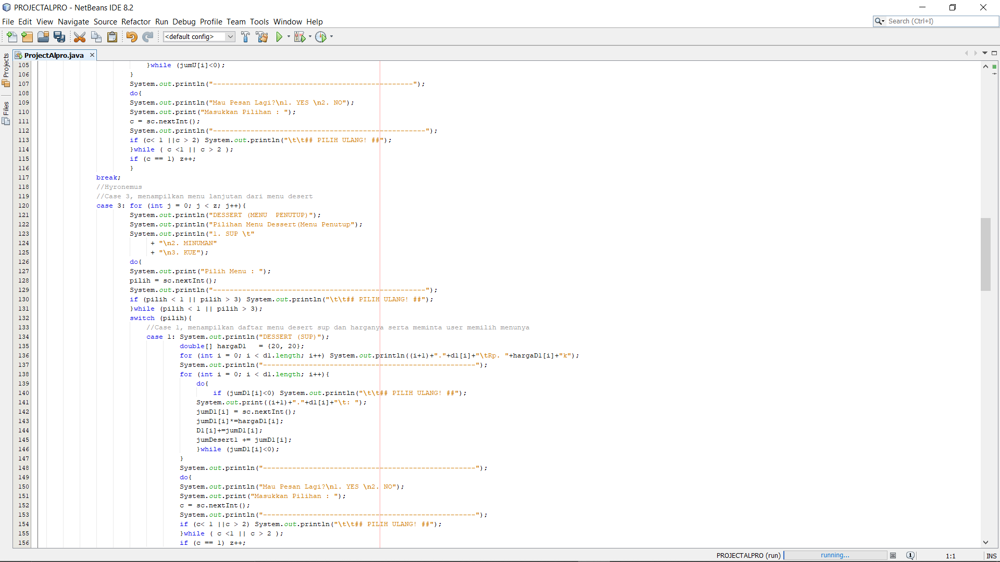 PROJECTALPRO - NetBeans IDE 8.2
File Edit View Navigate Source Refactor Run Debug Profile Team Tools Window Help
Search (Ctrl+I)
<default config>
ProjectAlpro.java
Projects
Files
105 }while (jumU[i]<0);
106 }
107 System.out.println("------------------------------------------------");
108 do{
109 System.out.println("Mau Pesan Lagi?\n1. YES \n2. NO");
110 System.out.print("Masukkan Pilihan : ");
111 c = sc.nextInt();
112 System.out.println("---------------------------------------------------");
113 if (c< 1 ||c > 2) System.out.println("\t\t## PILIH ULANG! ##");
114 }while ( c <1 || c > 2 );
115 if (c == 1) z++;
116 }
117 break;
118 //Hyronemus
119 //Case 3, menampilkan menu lanjutan dari menu desert
120 case 3: for (int j = 0; j < z; j++){
121 System.out.println("DESSERT (MENU  PENUTUP)");
122 System.out.println("Pilihan Menu Dessert(Menu Penutup");
123 System.out.println("1. SUP \t"
124 + "\n2. MINUMAN"
125 + "\n3. KUE");
126 do{
127 System.out.print("Pilih Menu : ");
128 pilih = sc.nextInt();
129 System.out.println("---------------------------------------------------");
130 if (pilih < 1 || pilih > 3) System.out.println("\t\t## PILIH ULANG! ##");
131 }while (pilih < 1 || pilih > 3);
132 switch (pilih){
133 //Case 1, menampilkan daftar menu desert sup dan harganya serta meminta user memilih menunya
134 case 1: System.out.println("DESSERT (SUP)");
135 double[] hargaD1   = {20, 20};
136 for (int i = 0; i < d1.length; i++) System.out.println((i+1)+"."+d1[i]+"\tRp. "+hargaD1[i]+"k");
137 System.out.println("---------------------------------------------------");
138 for (int i = 0; i < d1.length; i++){
139 do{
140 if (jumD1[i]<0) System.out.println("\t\t## PILIH ULANG! ##");
141 System.out.print((i+1)+"."+d1[i]+"\t: ");
142 jumD1[i] = sc.nextInt();
143 jumD1[i]*=hargaD1[i];
144 D1[i]+=jumD1[i];
145 jumDesert1 += jumD1[i];
146 }while (jumD1[i]<0);
147 }
148 System.out.println("---------------------------------------------------");
149 do{
150 System.out.println("Mau Pesan Lagi?\n1. YES \n2. NO");
151 System.out.print("Masukkan Pilihan : ");
152 c = sc.nextInt();
153 System.out.println("---------------------------------------------------");
154 if (c< 1 ||c > 2) System.out.println("\t\t## PILIH ULANG! ##");
155 }while ( c <1 || c > 2 );
156 if (c == 1) z++;
PROJECTALPRO (run) running... 1 1:1 INS